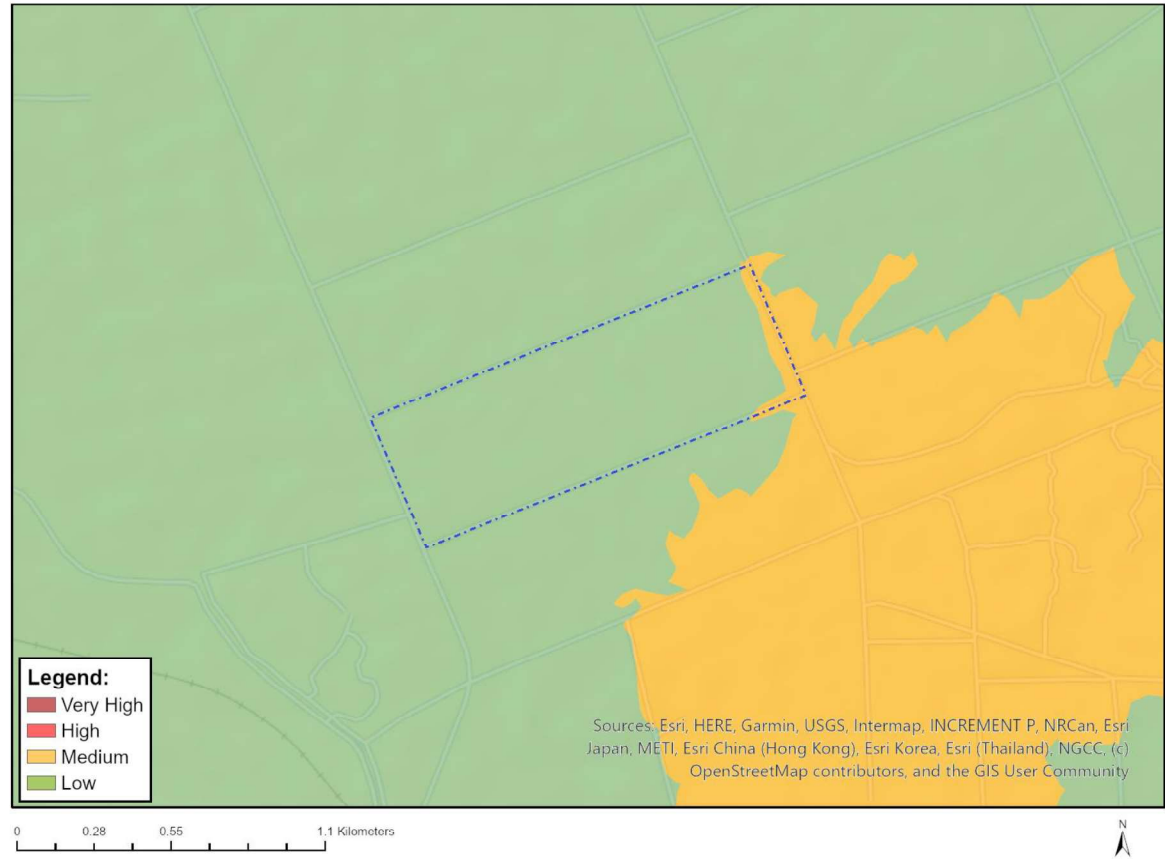 Legend:
Very High
High
Medium
Low
Sources: Esri, HERE, Garmin, USGS, Intermap, INCREMENT P, NRCan, Esri
Japan, METI, Esri China (Hong Kong), Esri Korea, Esri (Thailand), NGCC, (c)
OpenStreetMap contributors, and the GIS User Community
0 0.28 0.55 1.1 Kilometers
N